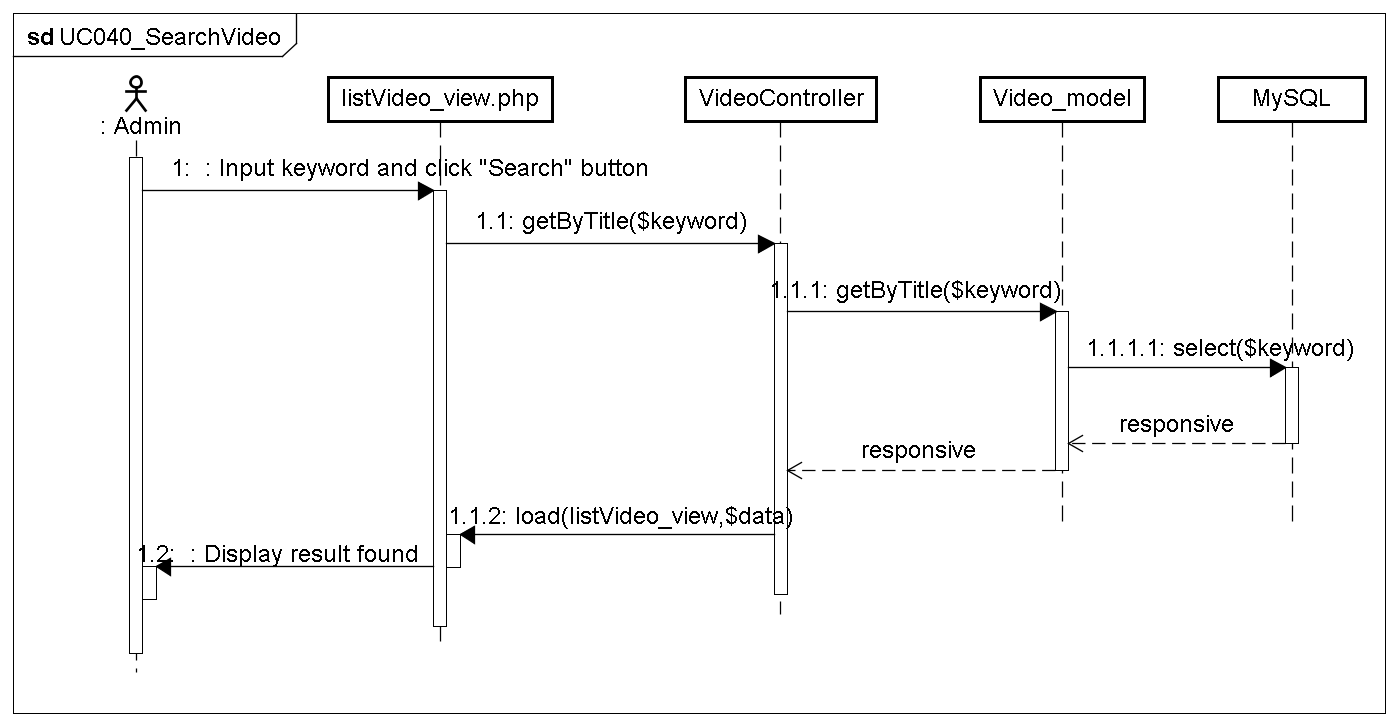 sd UC040_SearchVideo
: Admin
listVideo_view.php
VideoController
Video_model
MySQL
1:  : Input keyword and click "Search" button
1.1: getByTitle($keyword)
1.1.1: getByTitle($keyword)
1.1.1.1: select($keyword)
responsive
responsive
1.1.2: load(listVideo_view,$data)
1.2:  : Display result found